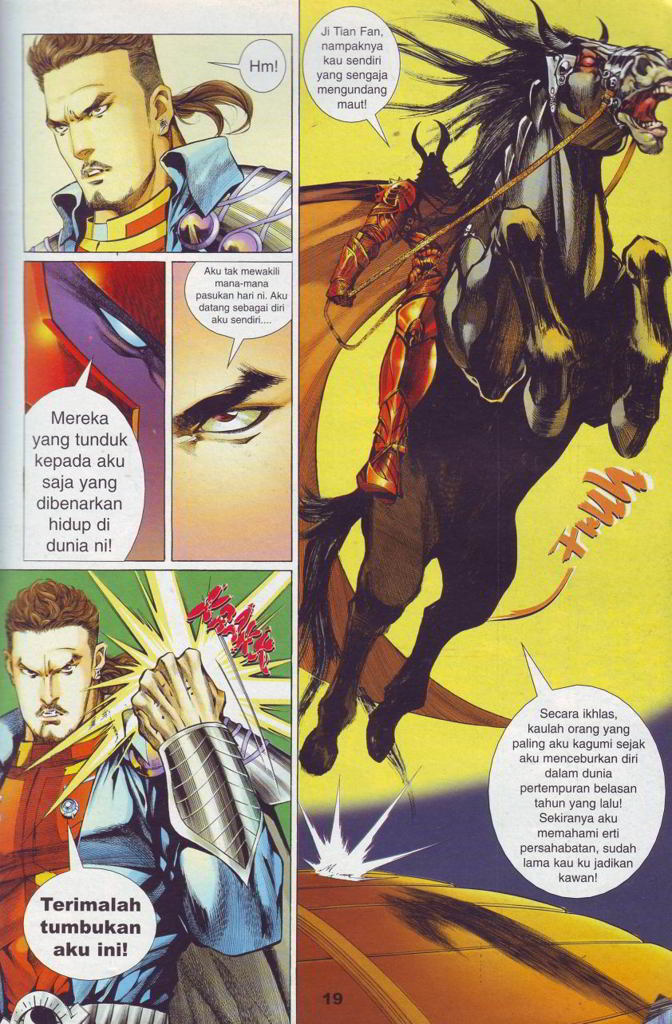 Hm!
Aku tak mewakili
mana-mana
pasukan hari ni. Aku
datang sebagai diri
aku sendiri....
Mereka
yang tunduk
kepada aku
saja yang
dibenarkan
hidup di
dunia ni!
Terimalah
tumbukan
aku ini!
Ji Tian Fan,
nampaknya
kau sendiri
yang sengaja
mengundang
maut!
Secara ikhlas,
kaulah orang yang
paling aku kagumi sejak
aku menceburkan diri
dalam dunia
pertempuran belasan
tahun yang lalu!
Sekiranya aku
memahami erti
persahabatan, sudah
lama kau ku jadikan
kawan!
19